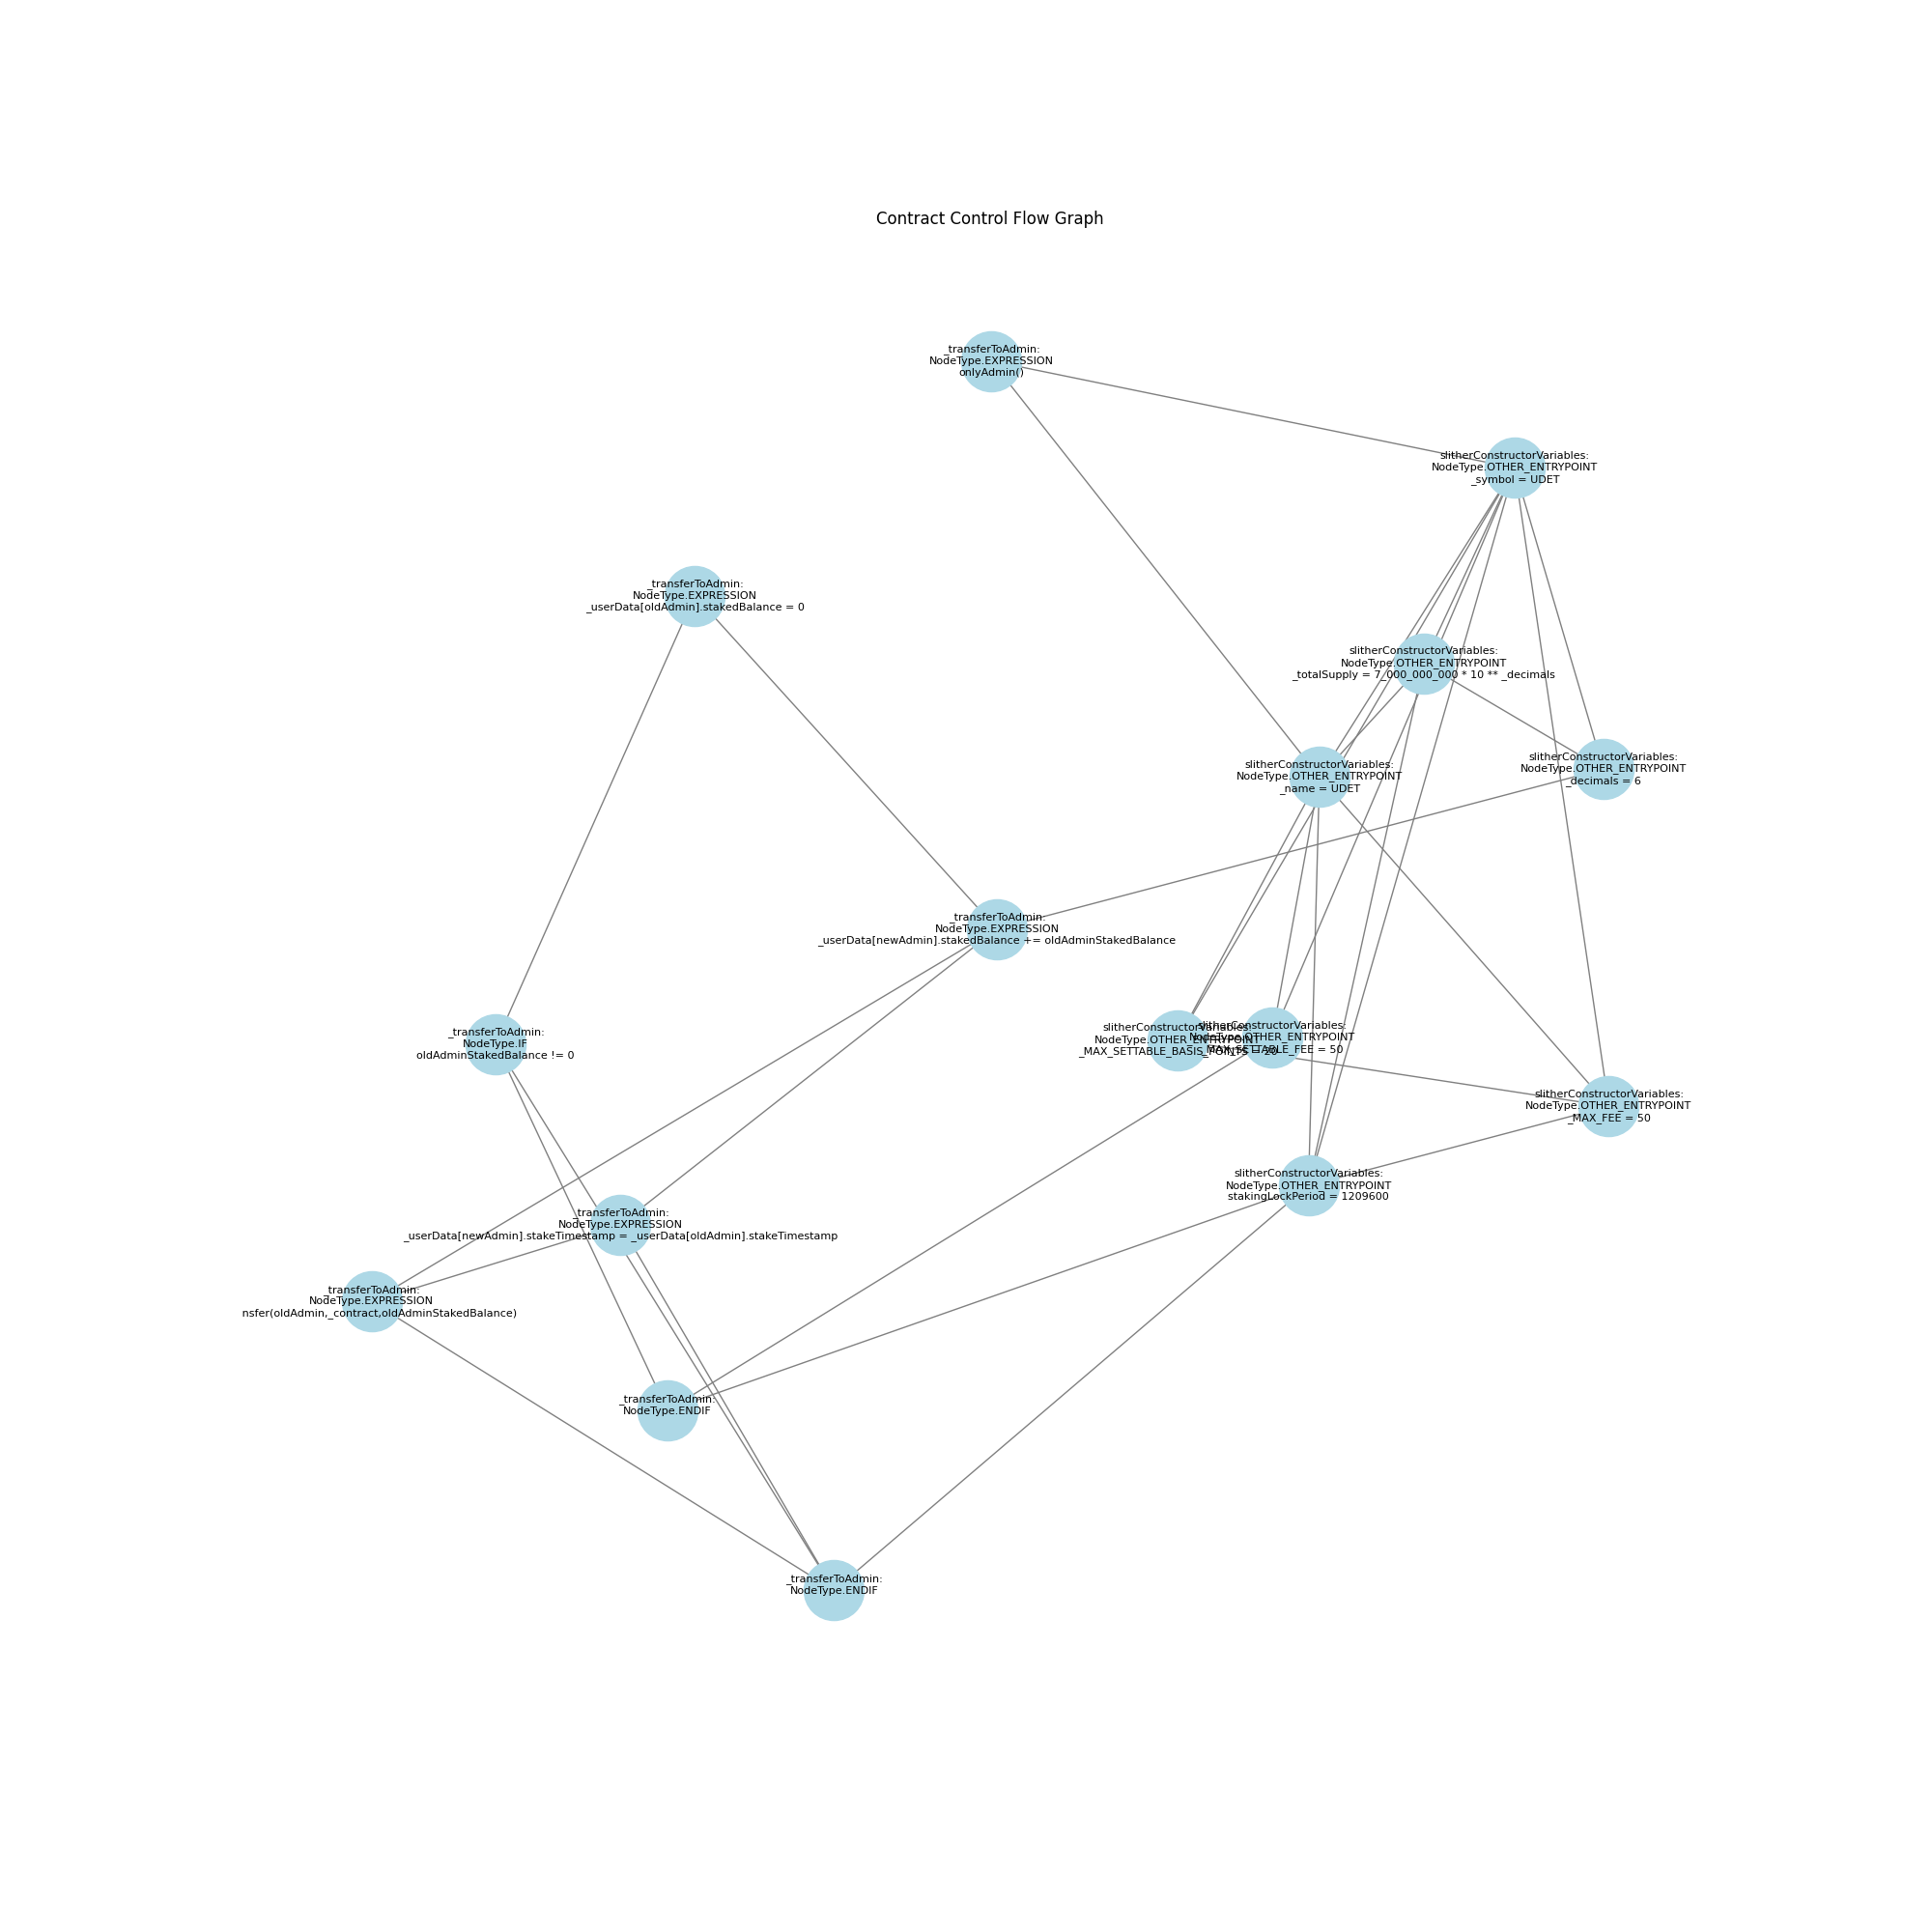 Contract Control Flow Graph
_transferToAdmin:
NodeType.EXPRESSION
onlyAdmin()
slitherConstructorVariables:
NodeType.OTHER_ENTRYPOINT
_symbol = UDET
_transferToAdmin:
NodeType.EXPRESSION
_userData[oldAdmin].stakedBalance = 0
slitherConstructorVariables:
NodeType.OTHER_ENTRYPOINT
_totalSupply = 7_000_000_000 * 10 ** _decimals
slitherConstructorVariables:
NodeType.OTHER_ENTRYPOINT
_name = UDET
slitherConstructorVariables:
NodeType.OTHER_ENTRYPOINT
_decimals = 6
_transferToAdmin:
NodeType.EXPRESSION
_userData[newAdmin].stakedBalance += oldAdminStakedBalance
_transferToAdmin:
NodeType.IF
oldAdminStakedBalance != 0
slitherConstructorVariables:
NodeType.OTHER_ENTRYPOINT
_MAX_SETTABLE_BASIS_POINTS = 20
slitherConstructorVariables:
NodeType.OTHER_ENTRYPOINT
_MAX_SETTABLE_FEE = 50
slitherConstructorVariables:
NodeType.OTHER_ENTRYPOINT
_MAX_FEE = 50
slitherConstructorVariables:
NodeType.OTHER_ENTRYPOINT
stakingLockPeriod = 1209600
_transferToAdmin:
NodeType.EXPRESSION
_userData[newAdmin].stakeTimestamp = _userData[oldAdmin].stakeTimestamp
_transferToAdmin:
NodeType.EXPRESSION
nsfer(oldAdmin,_contract,oldAdminStakedBalance)
_transferToAdmin:
NodeType.ENDIF
_transferToAdmin:
NodeType.ENDIF